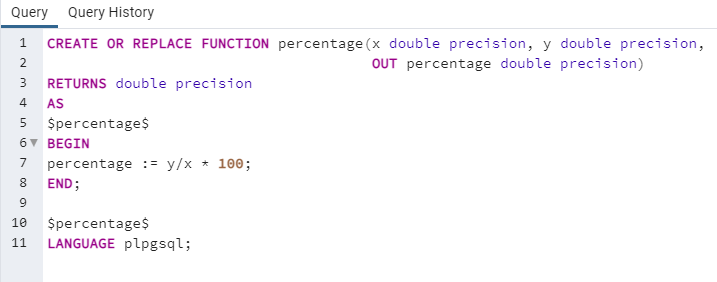 Query Query History
1 CREATE OR REPLACE FUNCTION percentage(x double precision, y double precision,
2 OUT percentage double precision)
3 RETURNS double precision
4 AS
5 $percentage$
6 BEGIN
7 percentage := y/x * 100;
8 END;
9
10 $percentage$
11 LANGUAGE plpgsql;